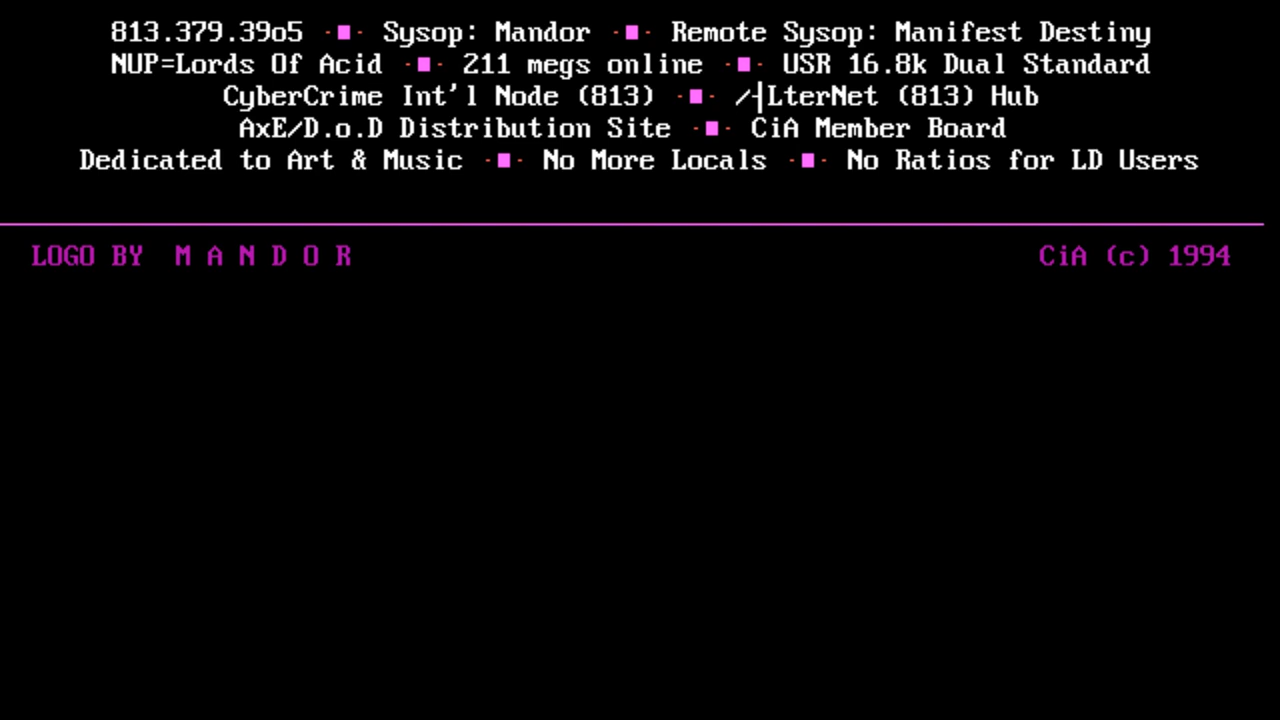 813.379.39o5 ·■· Sysop: Mandor ·■· Remote Sysop: Manifest Destiny
NUP=Lords Of Acid ·■· 211 megs online ·■· USR 16.8k Dual Standard
CyberCrime Int'l Node (813) ·■· /┤LterNet (813) Hub
AxE/D.o.D Distribution Site ·■· CiA Member Board
Dedicated to Art & Music ·■· No More Locals ·■· No Ratios for LD Users
LOGO BY M A N D O R CiA (c) 1994